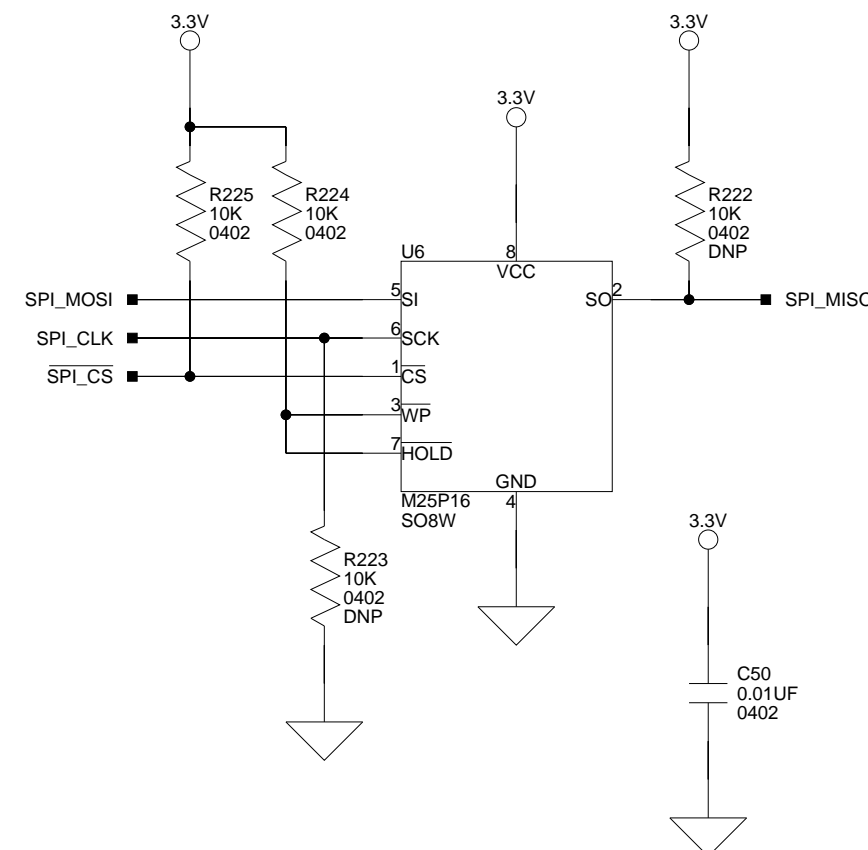 3.3V
3.3V
3.3V
R225
10K
0402
R224
10K
0402
R222
10K
0402
DNP
U6
8
VCC
SPI_MOSI
5
SI
SO
2
SPI_MISO
SPI_CLK
6
SCK
SPI_CS
1
CS
3
WP
7
HOLD
GND
4
M25P16
SO8W
3.3V
R223
10K
0402
DNP
C50
0.01UF
0402